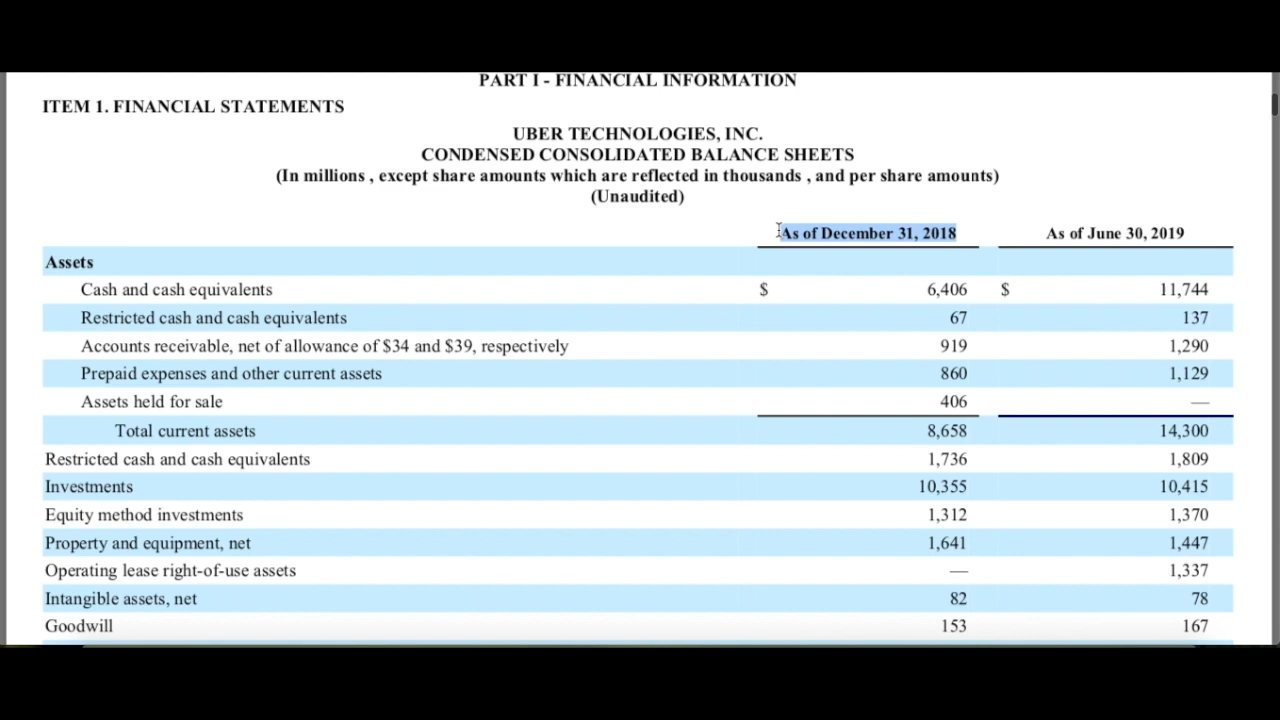 PART I - FINANCIAL INFORMATION
ITEM 1. FINANCIAL STATEMENTS
UBER TECHNOLOGIES, INC.
CONDENSED CONSOLIDATED BALANCE SHEETS
(In millions , except share amounts which are reflected in thousands , and per share amounts)
(Unaudited)
As of December 31, 2018 As of June 30, 2019
Assets
Cash and cash equivalents $ 6,406 $ 11,744
Restricted cash and cash equivalents 67 137
Accounts receivable, net of allowance of $34 and $39, respectively 919 1,290
Prepaid expenses and other current assets 860 1,129
Assets held for sale 406 —
Total current assets 8,658 14,300
Restricted cash and cash equivalents 1,736 1,809
Investments 10,355 10,415
Equity method investments 1,312 1,370
Property and equipment, net 1,641 1,447
Operating lease right-of-use assets — 1,337
Intangible assets, net 82 78
Goodwill 153 167